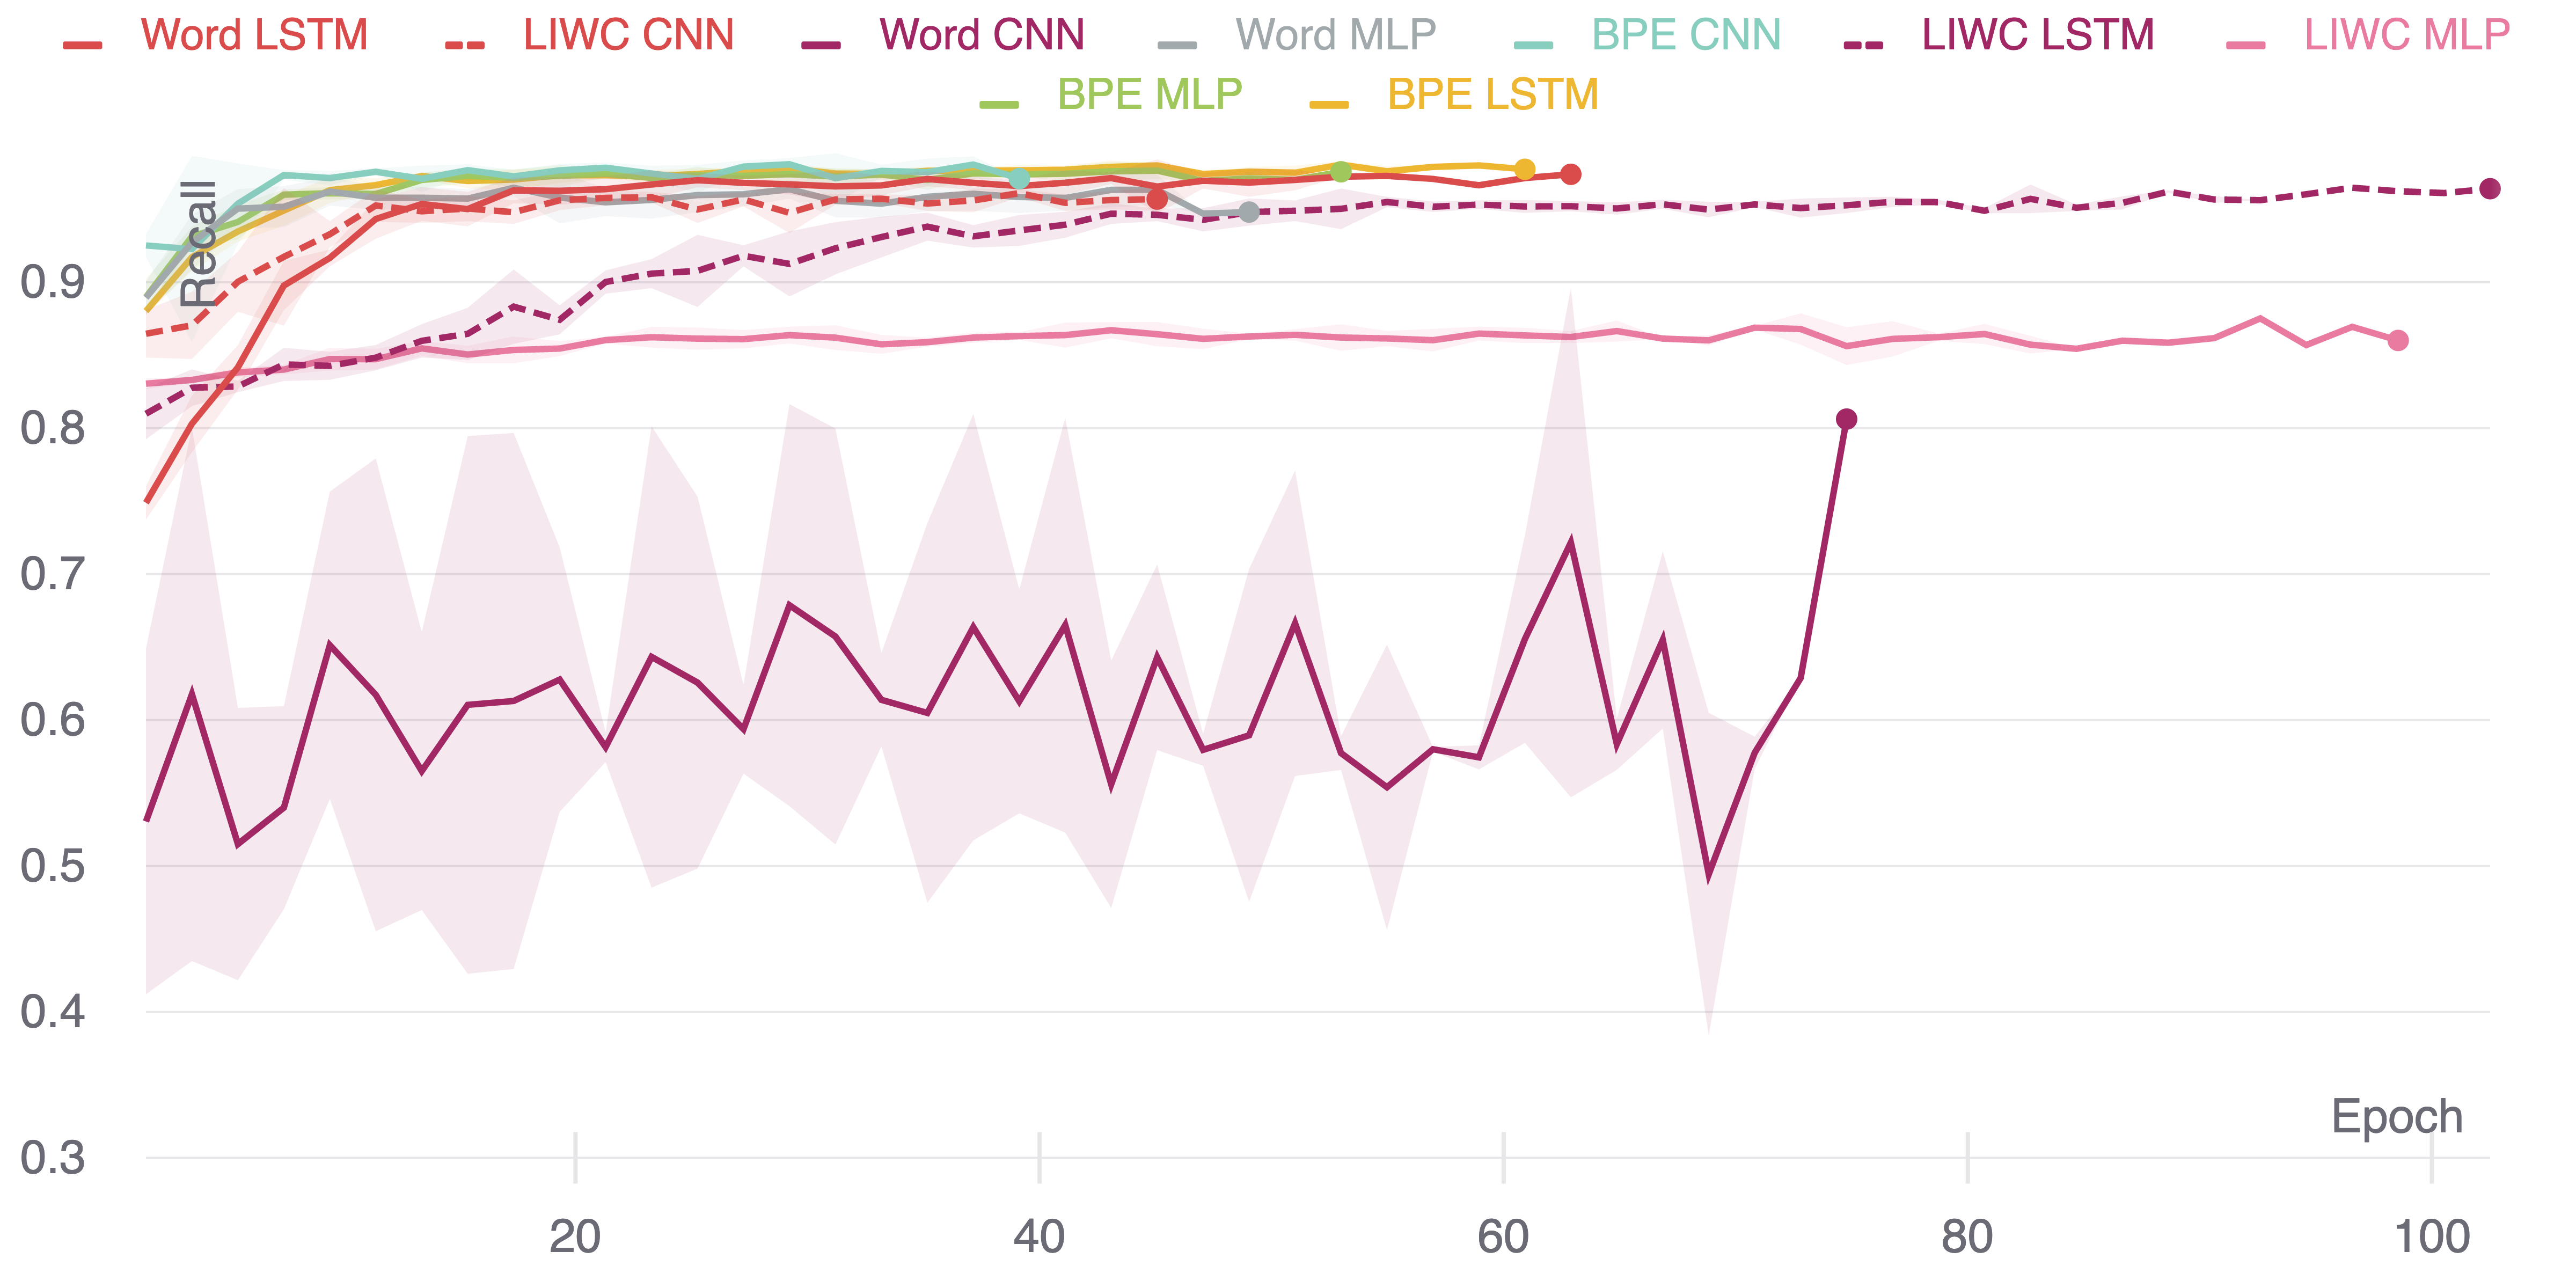 Word LSTM LIWC CNN Word CNN Word MLP BPE CNN LIWC LSTM LIWC MLP
BPE MLP BPE LSTM
Recall
0.9
0.8
0.7
0.6
0.5
0.4
Epoch
0.3
20 40 60 80 100